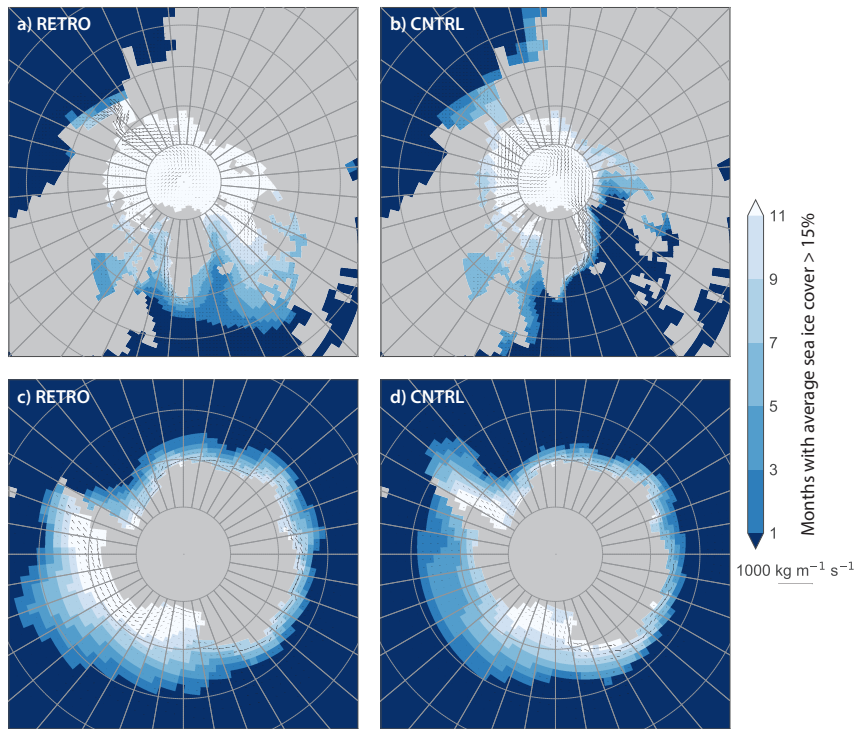 a) RETRO
b) CNTRL
c) RETRO
d) CNTRL
11
9
7
5
3
1
Months with average sea ice cover > 15%
1000 kg m⁻¹ s⁻¹